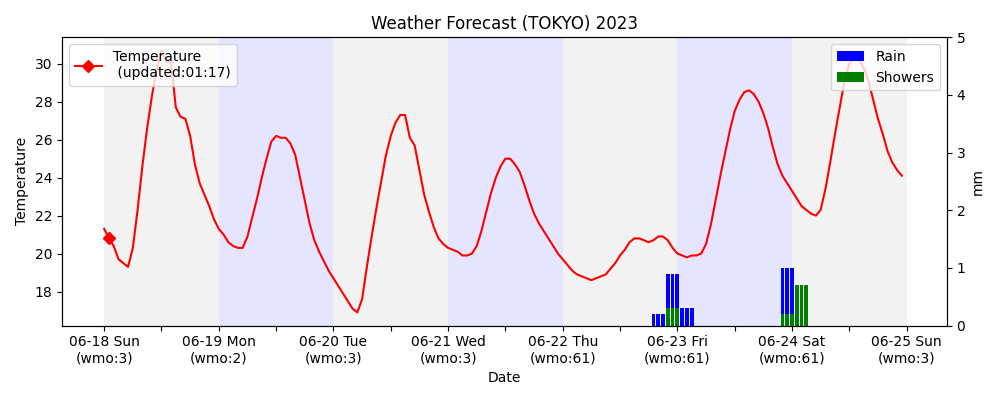 Weather Forecast (TOKYO) 2023
Temperature
(updated:01:17)
Rain
Showers
Temperature
30
28
26
24
22
20
18
5
4
3
2
1
0
mm
06-18 Sun
(wmo:3)
06-19 Mon
(wmo:2)
06-20 Tue
(wmo:3)
06-21 Wed
(wmo:3)
06-22 Thu
(wmo:61)
06-23 Fri
(wmo:61)
06-24 Sat
(wmo:61)
06-25 Sun
(wmo:3)
Date